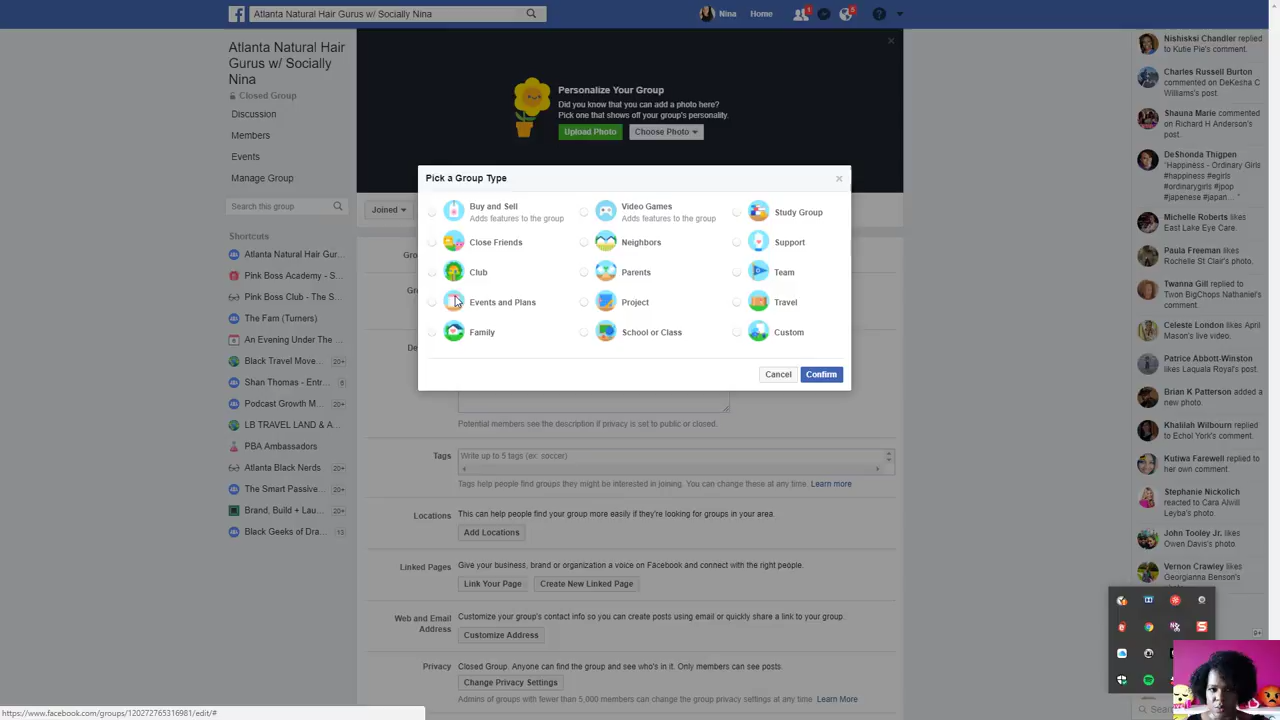 Atlanta Natural Hair Gurus w/ Socially Nina
Nina
Home
1
5
Atlanta Natural Hair
Gurus w/ Socially
Nina
Closed Group
Discussion
Members
Events
Manage Group
Search this group
Shortcuts
Atlanta Natural Hair ...
Pink Boss Academy - S...
Pink Boss Club - The S...
The Fam (Turners)
An Evening Under The ...
Black Travel Move... 20+
Shan Thomas - Entr... 6
Podcast Growth M... 20+
LB TRAVEL LAND & A...
PBA Ambassadors
Atlanta Black Nerds 20+
The Smart Passive... 20+
Brand, Build + Lau... 20+
Black Geeks of Dra... 13
Personalize Your Group
Did you know that you can add a photo here?
Pick one that shows off your group's personality.
Upload Photo
Choose Photo
Joined
Pick a Group Type
Buy and Sell
Adds features to the group
Video Games
Adds features to the group
Study Group
Close Friends
Neighbors
Support
Club
Parents
Team
Events and Plans
Project
Travel
Family
School or Class
Custom
Cancel
Confirm
Potential members see the description if privacy is set to public or closed.
Tags
Write up to 5 tags (ex: soccer)
Tags help people find groups they might be interested in joining. You can change these at any time. Learn more
Locations
This can help people find your group more easily if they're looking for groups in your area.
Add Locations
Linked Pages
Give your business, brand or organization a voice on Facebook and connect with the right people.
Link Your Page
Create New Linked Page
Web and Email
Address
Customize your group's contact info so you can create posts using email or quickly share a link to your group.
Customize Address
Privacy
Closed Group. Anyone can find the group and see who's in it. Only members can see posts.
Change Privacy Settings
Admins of groups with fewer than 5,000 members can change the group privacy settings at any time. Learn More
Nishisksi Chandler replied
to Kutie Pie's comment.
Charles Russell Burton
commented on DeKesha C
Williams's post.
Shauna Marie commented
on Richard H Anderson's
post.
DeShonda Thigpen
"Happiness - Ordinary Girls
#happiness #egirls
#ordinarygirls #jpop
#japenese #japan"...
Michelle Roberts likes
East Lake Eye Care.
Paula Freeman likes
Rochelle St Clair's photo.
Twanna Gill replied to
Twon BigChops Nathaniel's
comment.
Celeste London likes April
Mason's live video.
Patrice Abbott-Winston
likes Laquala Royal's post.
Brian K Patterson added a
new photo.
Khalilah Wilbourn replied
to Echol York's comment.
Kutiwa Farewell replied to
her own comment.
Stephanie Nickolich
reacted to Cara Alwill
Leyba's photo.
John Tooley Jr. likes
Owen Davis's photo.
Vernon Crawley likes
Georgianna Benson's
https://www.facebook.com/groups/120272765316981/edit/#